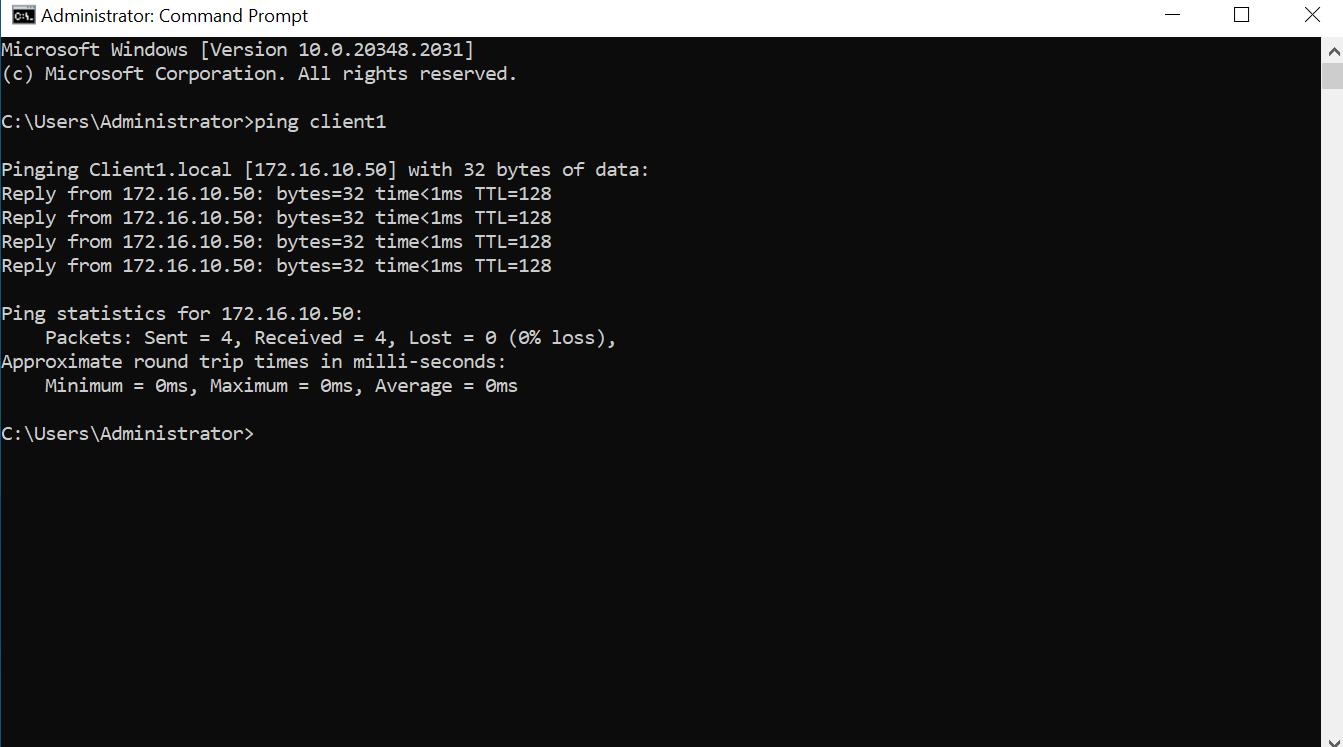 Administrator: Command Prompt
Microsoft Windows [Version 10.0.20348.2031]
(c) Microsoft Corporation. All rights reserved.
C:\Users\Administrator>ping client1
Pinging Client1.local [172.16.10.50] with 32 bytes of data:
Reply from 172.16.10.50: bytes=32 time<1ms TTL=128
Reply from 172.16.10.50: bytes=32 time<1ms TTL=128
Reply from 172.16.10.50: bytes=32 time<1ms TTL=128
Reply from 172.16.10.50: bytes=32 time<1ms TTL=128
Ping statistics for 172.16.10.50:
    Packets: Sent = 4, Received = 4, Lost = 0 (0% loss),
Approximate round trip times in milli-seconds:
    Minimum = 0ms, Maximum = 0ms, Average = 0ms
C:\Users\Administrator>